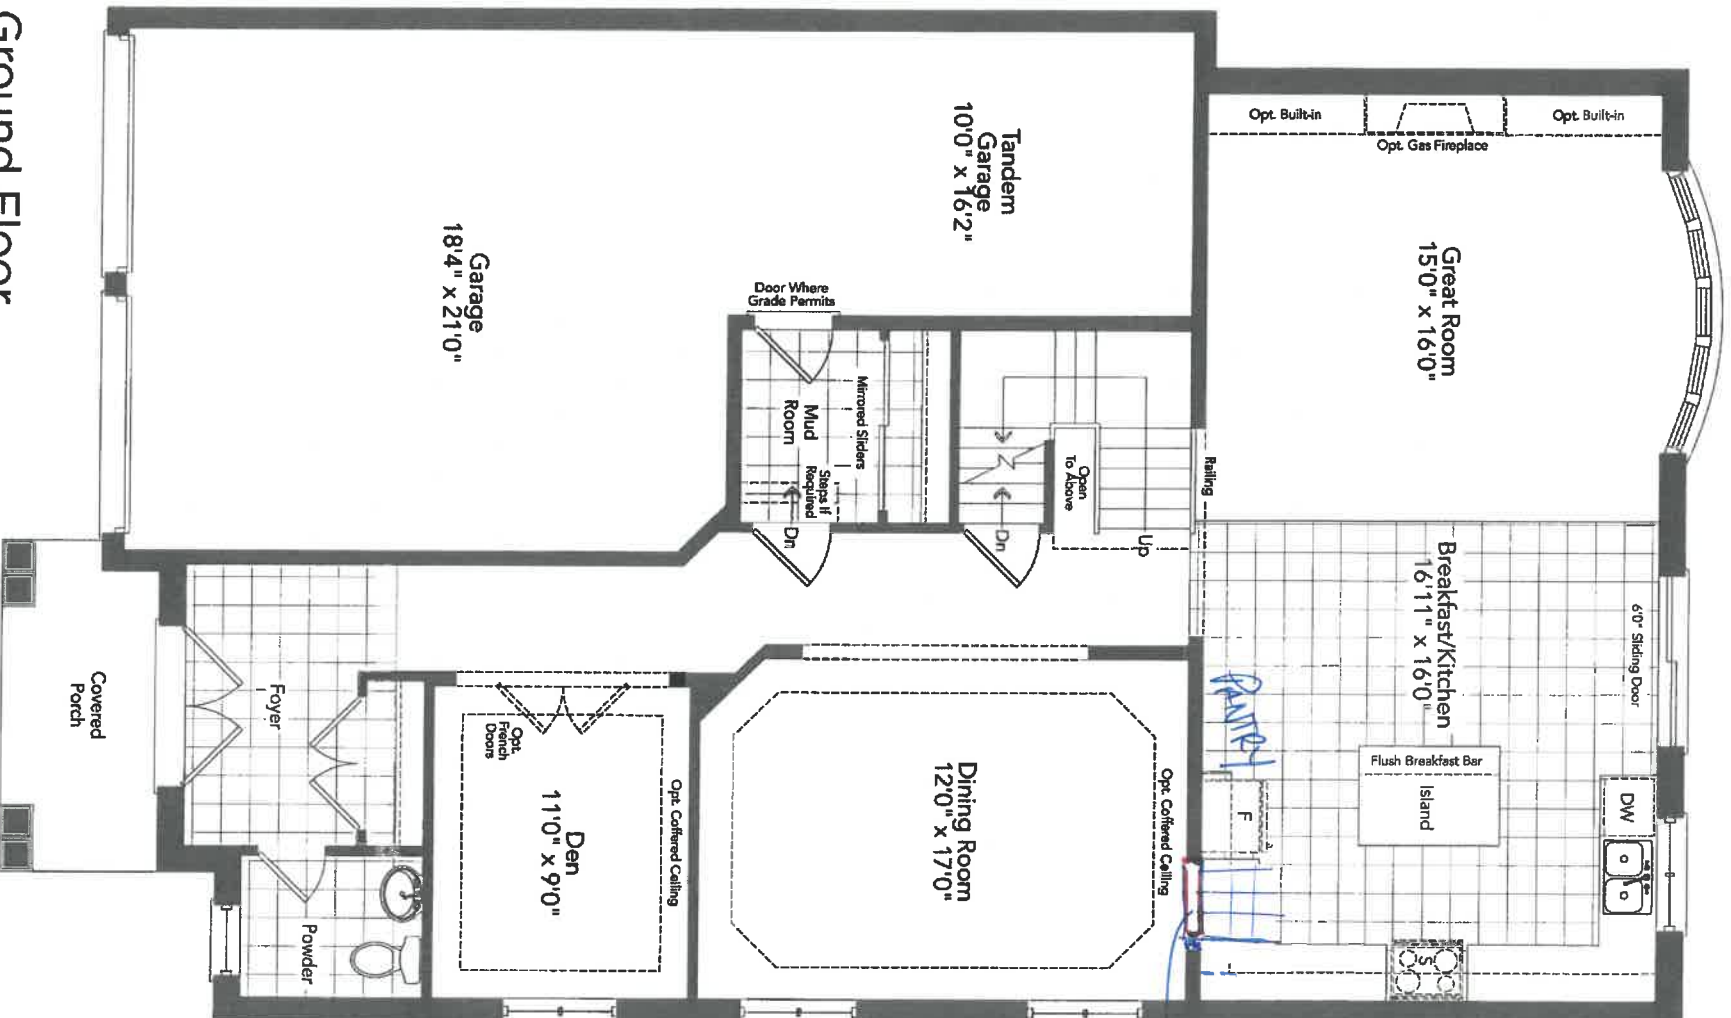 Ground Floor
Tandem
Garage
10'0" x 16'2"
Garage
18'4" x 21'0"
Door Where
Grade Permits
Mud
Room
Mirrored Sliders
Steps If
Required
Dn
Dn
Open
To Above
Up
Railing
Opt. Built-in
Opt. Gas Fireplace
Opt. Built-in
Great Room
15'0" x 16'0"
Breakfast/Kitchen
16'11" x 16'0"
6'0" Sliding Door
PANTRY
Flush Breakfast Bar
Island
DW
F
S
Opt. Coffered Ceiling
Dining Room
12'0" x 17'0"
Opt. Coffered Ceiling
Den
11'0" x 9'0"
Opt.
French
Doors
Foyer
Powder
Covered
Porch